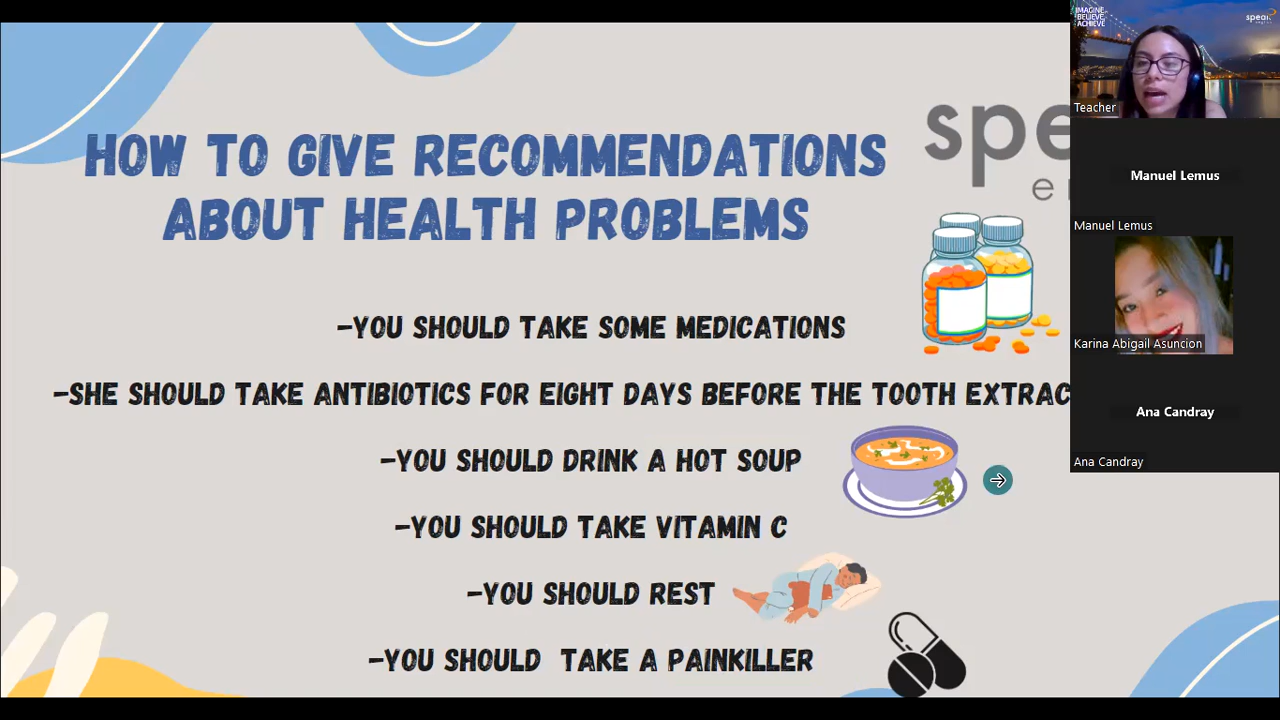 HOW TO GIVE RECOMMENDATIONS
ABOUT HEALTH PROBLEMS
-YOU SHOULD TAKE SOME MEDICATIONS
-SHE SHOULD TAKE ANTIBIOTICS FOR EIGHT DAYS BEFORE THE TOOTH EXTRAC
-YOU SHOULD DRINK A HOT SOUP
-YOU SHOULD TAKE VITAMIN C
-YOU SHOULD REST
-YOU SHOULD TAKE A PAINKILLER
spe
e
IMAGINE
BELIEVE
ACHIEVE
Teacher
Manuel Lemus
Manuel Lemus
Karina Abigail Asuncion
Ana Candray
Ana Candray